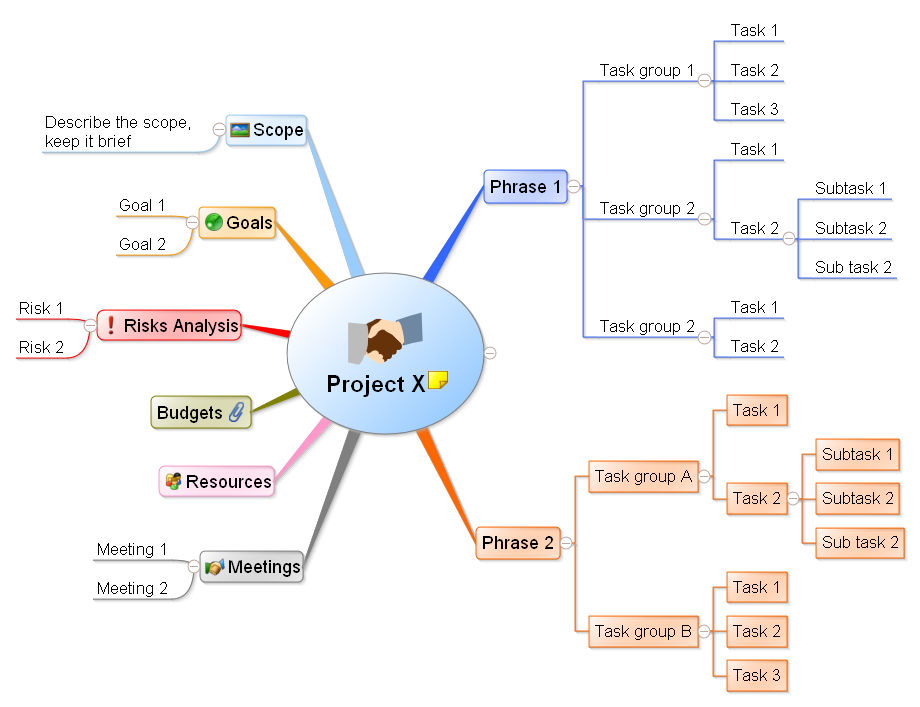 Project X
Scope
Describe the scope,
keep it brief
Goals
Goal 1
Goal 2
Risks Analysis
Risk 1
Risk 2
Budgets
Resources
Meetings
Meeting 1
Meeting 2
Phrase 1
Task group 1
Task 1
Task 2
Task 3
Task group 2
Task 1
Task 2
Subtask 1
Subtask 2
Sub task 2
Task group 2
Task 1
Task 2
Phrase 2
Task group A
Task 1
Task 2
Subtask 1
Subtask 2
Sub task 2
Task group B
Task 1
Task 2
Task 3